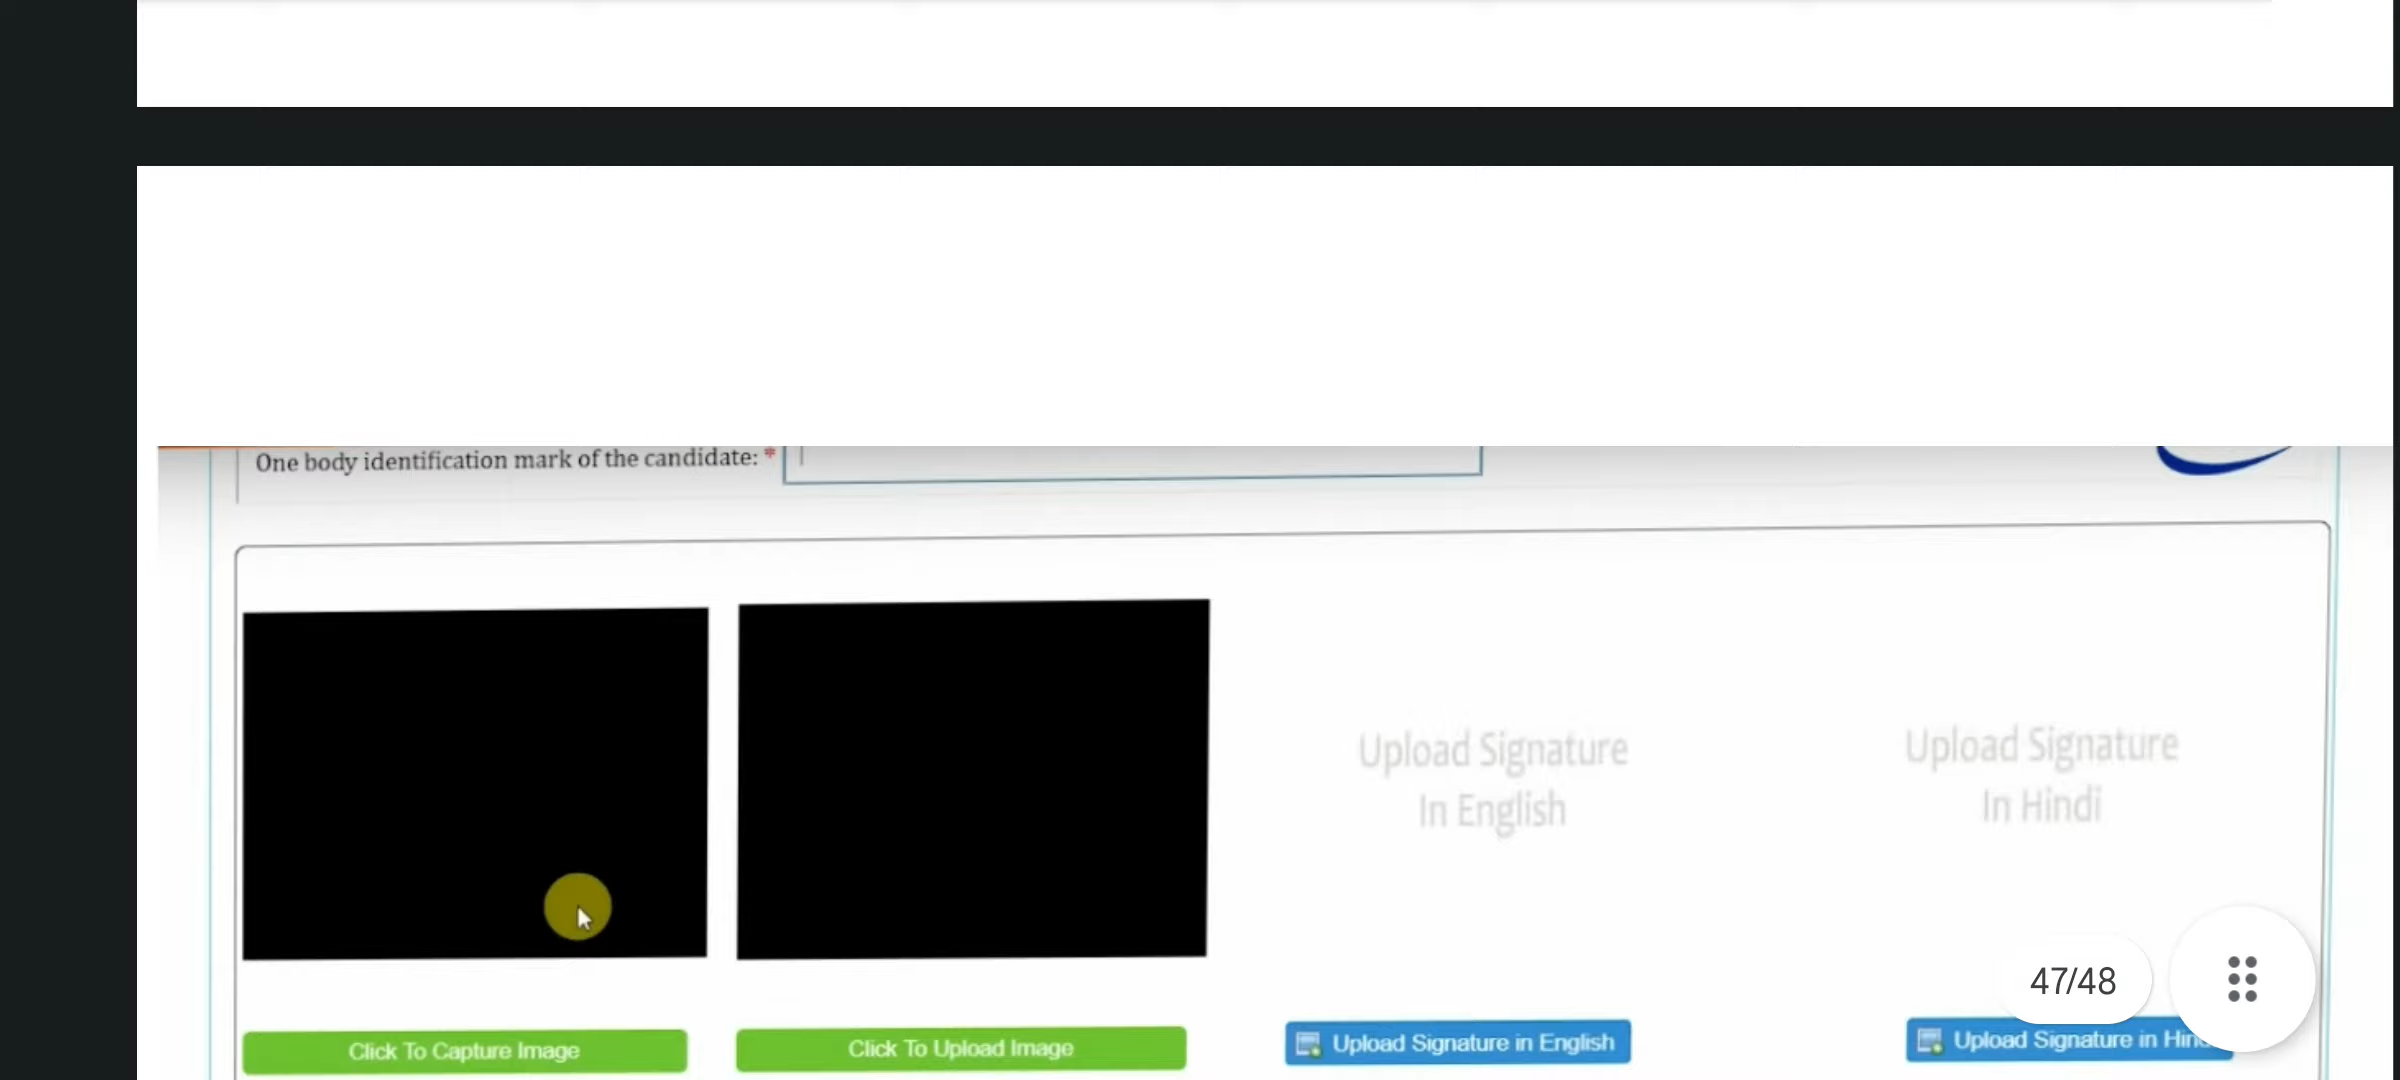 One body identification mark of the candidate: *
Upload Signature
In English
Upload Signature
In Hindi
47/48
Click To Capture Image
Click To Upload Image
Upload Signature in English
Upload Signature in